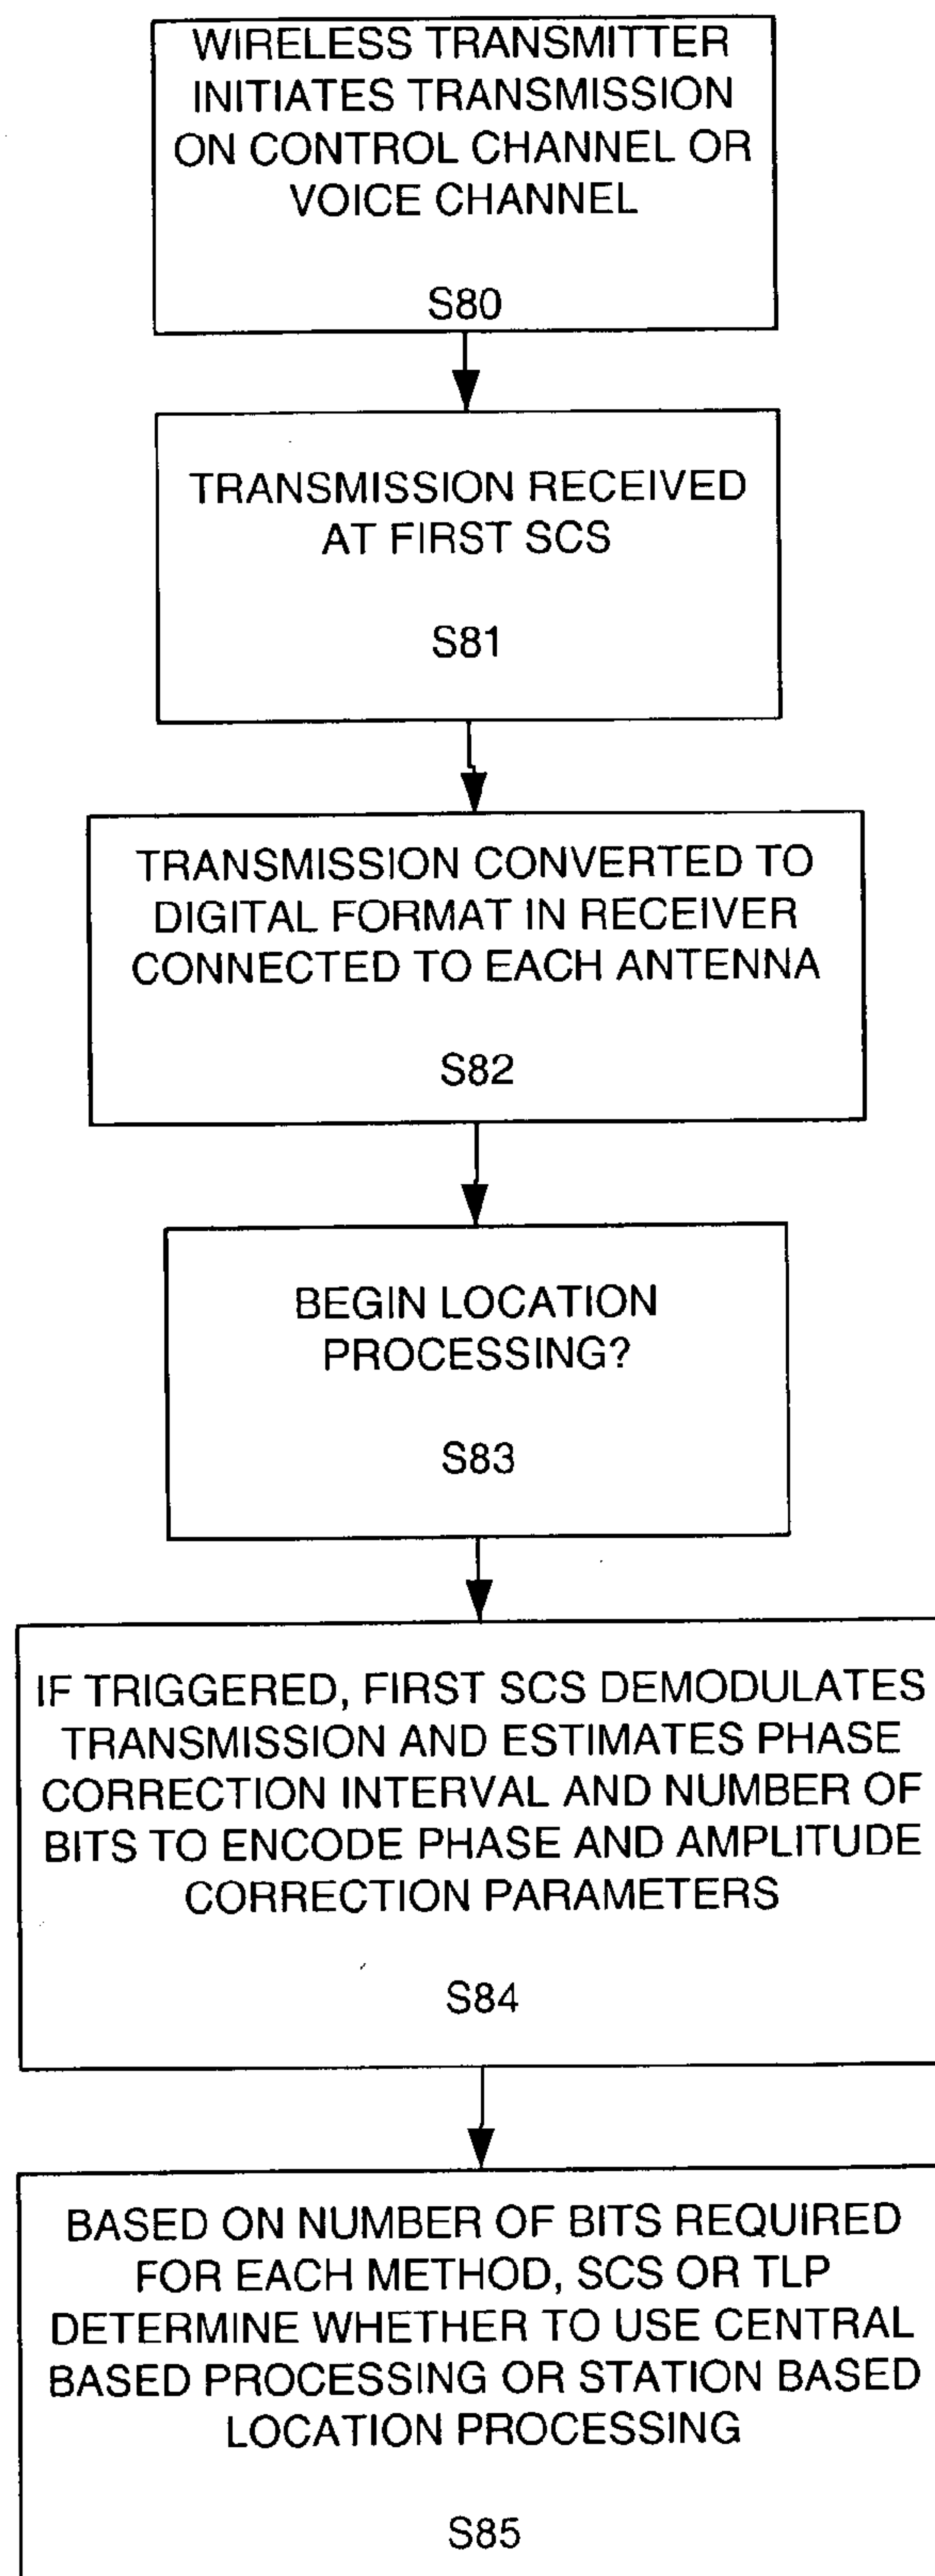 WIRELESS TRANSMITTER
INITIATES TRANSMISSION
ON CONTROL CHANNEL OR
VOICE CHANNEL
S80
TRANSMISSION RECEIVED
AT FIRST SCS
S81
TRANSMISSION CONVERTED TO
DIGITAL FORMAT IN RECEIVER
CONNECTED TO EACH ANTENNA
S82
BEGIN LOCATION
PROCESSING?
S83
IF TRIGGERED, FIRST SCS DEMODULATES
TRANSMISSION AND ESTIMATES PHASE
CORRECTION INTERVAL AND NUMBER OF
BITS TO ENCODE PHASE AND AMPLITUDE
CORRECTION PARAMETERS
S84
BASED ON NUMBER OF BITS REQUIRED
FOR EACH METHOD, SCS OR TLP
DETERMINE WHETHER TO USE CENTRAL
BASED PROCESSING OR STATION BASED
LOCATION PROCESSING
S85